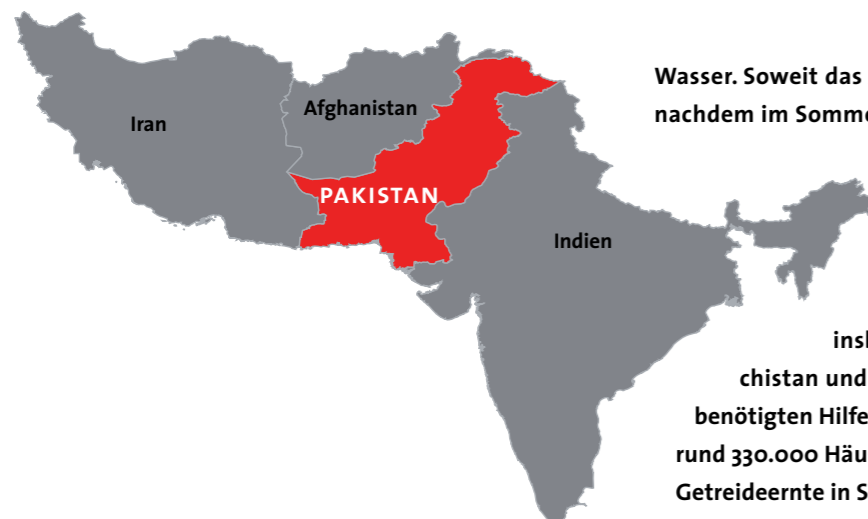 Iran
Afghanistan
PAKISTAN
Indien
Wasser. Soweit das
nachdem im Somme
insb
chistan und
benötigten Hilfe
rund 330.000 Häu
Getreideernte in S